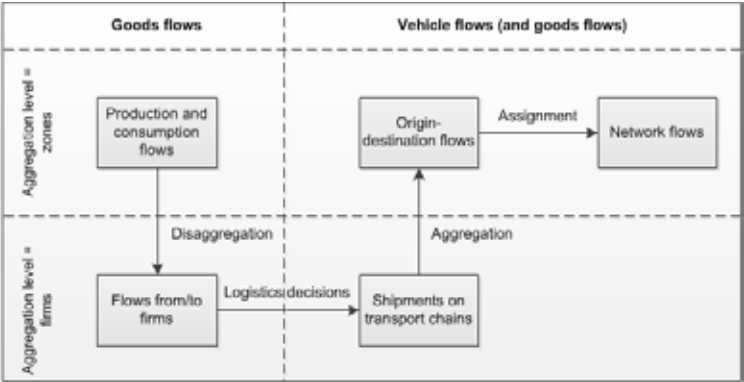 Goods flows
Vehicle flows (and goods flows)
Aggregation level =
zones
Production and
consumption
flows
Origin-
destination flows
Assignment
Network flows
Disaggregation
Aggregation
Aggregation level =
firms
Flows from/to
firms
Logistics decisions
Shipments on
transport chains